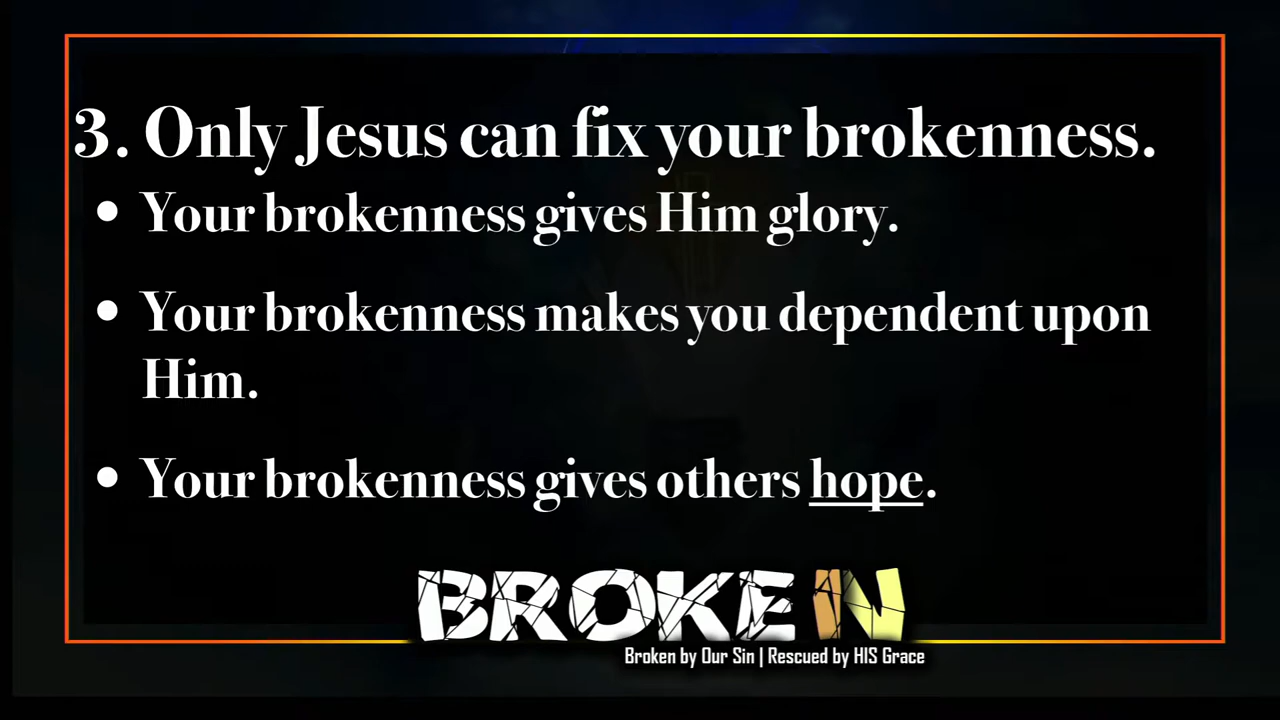 3. Only Jesus can fix your brokenness.
• Your brokenness gives Him glory.
• Your brokenness makes you dependent upon
Him.
• Your brokenness gives others hope.
BROKEN
Broken by Our Sin | Rescued by HIS Grace